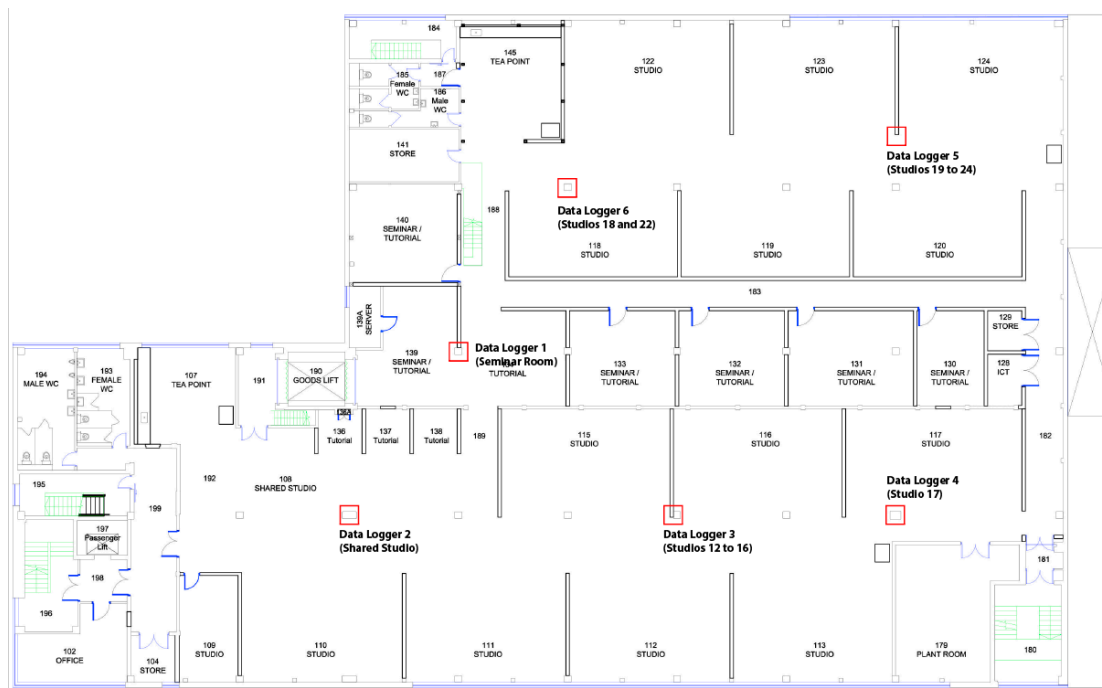 184
145
TEA POINT
122
STUDIO
123
STUDIO
124
STUDIO
185
Female
WC
187
186
Male
WC
141
STORE
Data Logger 5
(Studios 19 to 24)
140
SEMINAR /
TUTORIAL
188
Data Logger 6
(Studios 18 and 22)
118
STUDIO
119
STUDIO
120
STUDIO
183
139A
SERVER
139
SEMINAR /
TUTORIAL
Data Logger 1
(Seminar Room)
TUTORIAL
133
SEMINAR /
TUTORIAL
132
SEMINAR /
TUTORIAL
131
SEMINAR /
TUTORIAL
130
SEMINAR /
TUTORIAL
129
STORE
128
ICT
194
MALE WC
193
FEMALE
WC
107
TEA POINT
191
190
GOODS LIFT
136
Tutorial
137
Tutorial
138
Tutorial
189
115
STUDIO
116
STUDIO
117
STUDIO
182
192
108
SHARED STUDIO
195
199
Data Logger 2
(Shared Studio)
Data Logger 3
(Studios 12 to 16)
Data Logger 4
(Studio 17)
197
Passenger
Lift
198
196
181
102
OFFICE
104
STORE
109
STUDIO
110
STUDIO
111
STUDIO
112
STUDIO
113
STUDIO
179
PLANT ROOM
180